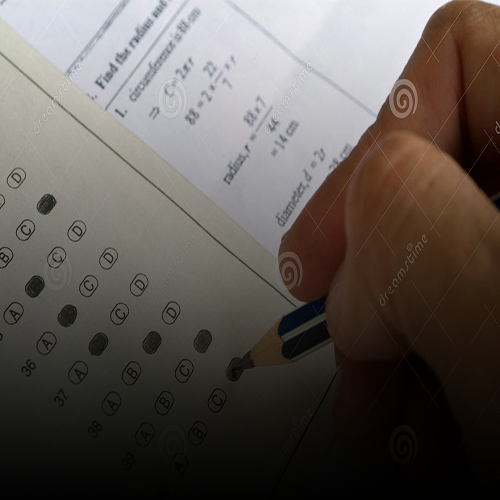 Find the radius and
1. circumference is 88 cm
⇒ C = 2πr
88 = 2 × 22/7 × r
radius, r = 88 × 7 / 44
= 14 cm
diameter, d = 2r
D
C D
B C D
A C D
36 A C D
37 A B C
38 A B C
A B
A
dreamstime